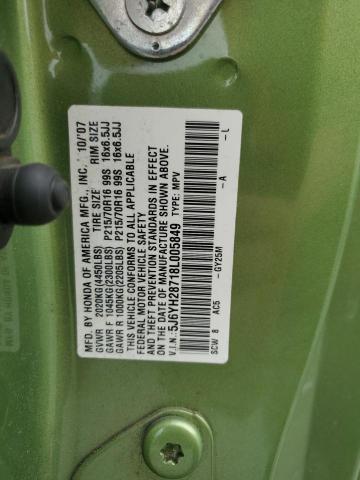 MFD. BY HONDA OF AMERICA MFG., INC. 10/'07
TIRE SIZE RIM SIZE
GVWR 2020KG(4450LBS)
GAWR F 1045KG(2300LBS) P215/70R16 99S 16x6.5JJ
GAWR R 1000KG(2205LBS) P215/70R16 99S 16x6.5JJ
THIS VEHICLE CONFORMS TO ALL APPLICABLE
FEDERAL MOTOR VEHICLE SAFETY
AND THEFT PREVENTION STANDARDS IN EFFECT
ON THE DATE OF MANUFACTURE SHOWN ABOVE.
V.I.N.: 5J6YH28718L005849 TYPE: MPV
SCW 8 AC5 -GY25M -A -L